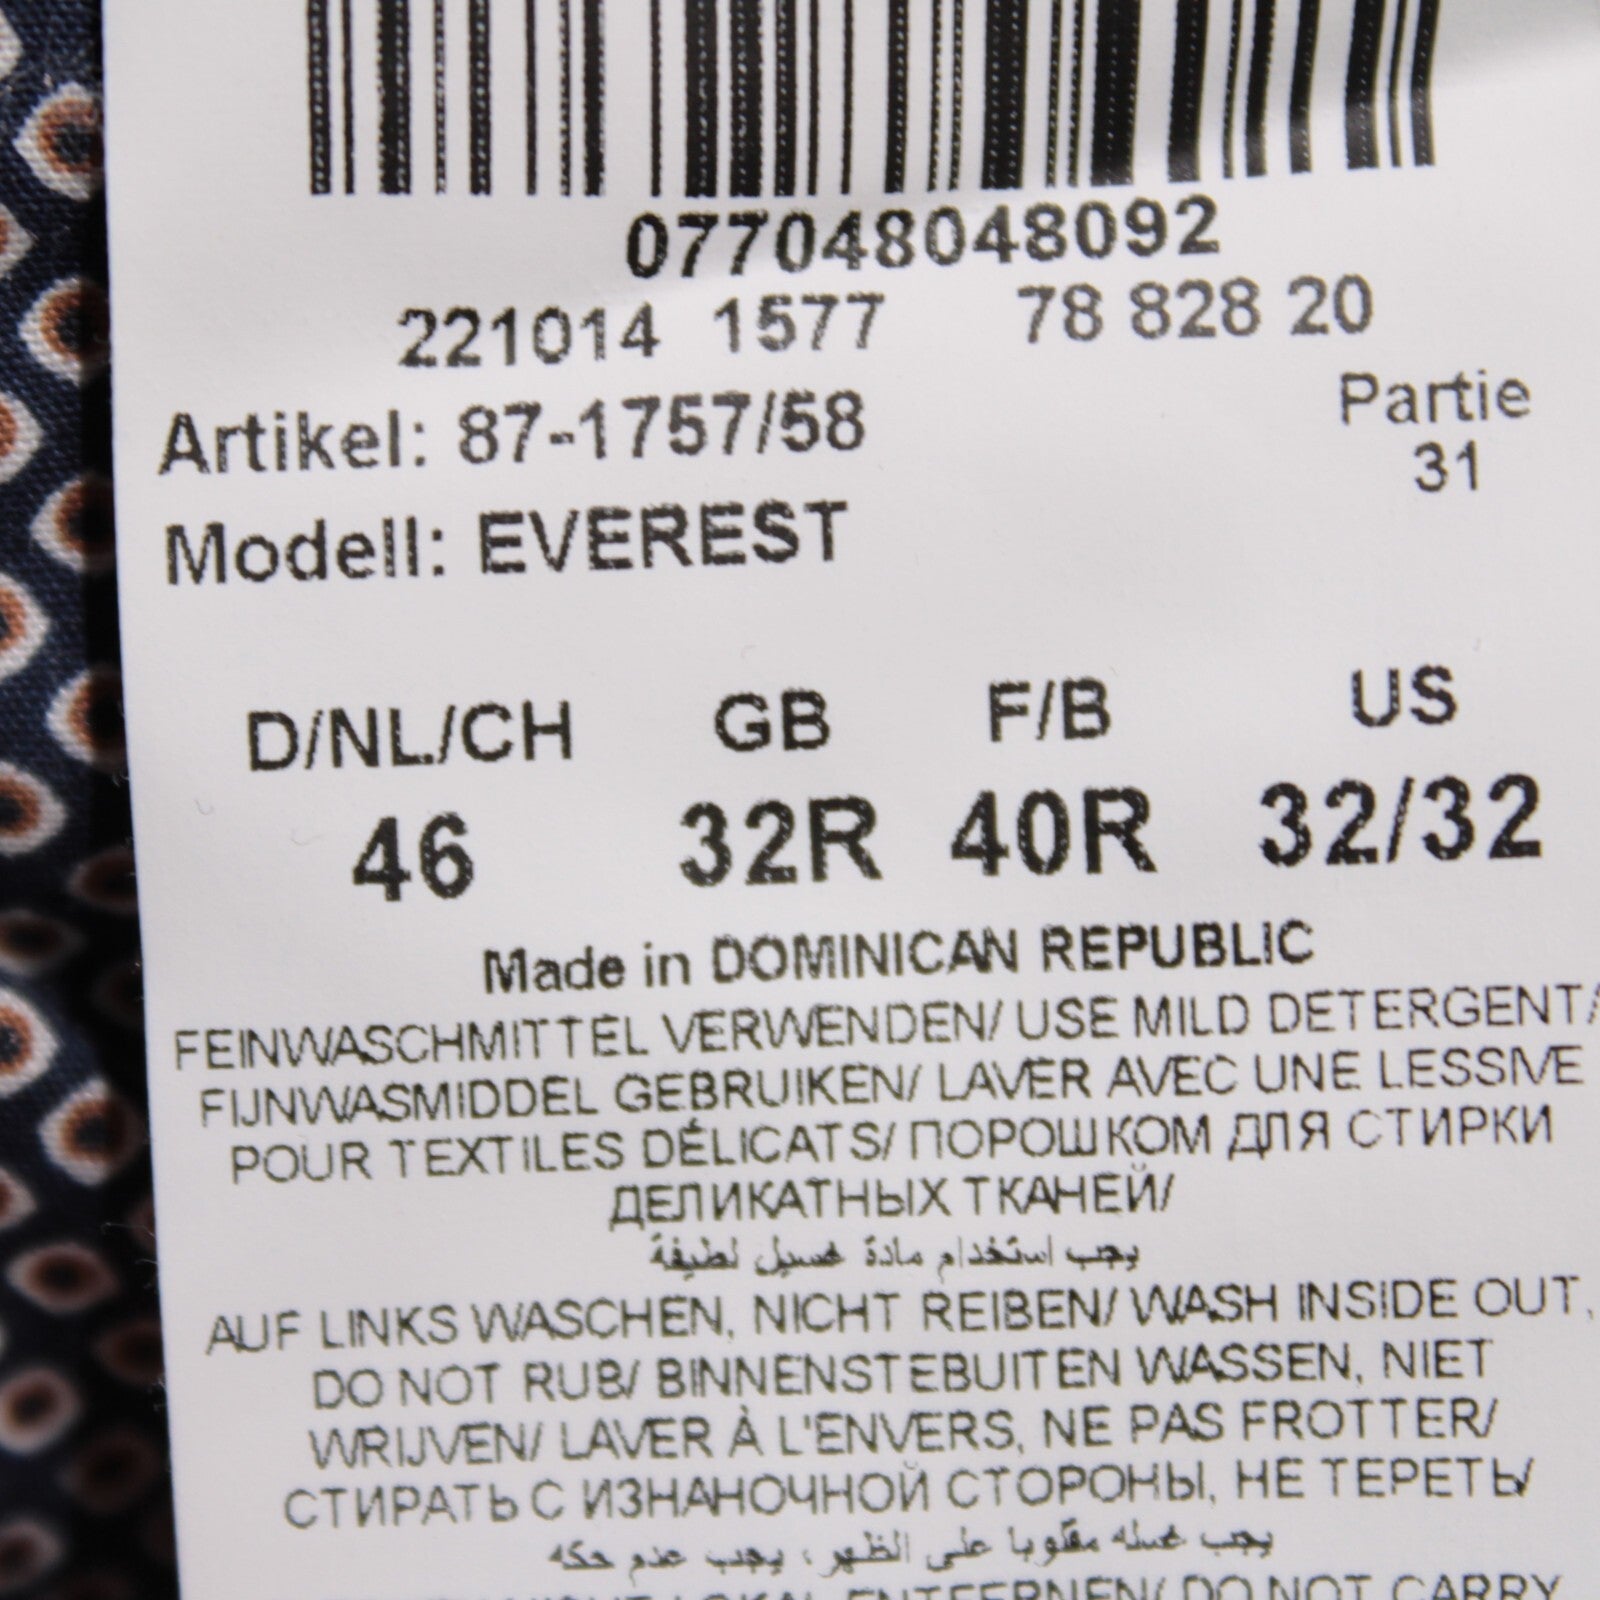 077048048092
221014 1577 78 828 20
Artikel: 87-1757/58
Partie
31
Modell: EVEREST
D/NL/CH GB F/B US
46 32R 40R 32/32
Made in DOMINICAN REPUBLIC
FEINWASCHMITTEL VERWENDEN/ USE MILD DETERGENT/
FIJNWASMIDDEL GEBRUIKEN/ LAVER AVEC UNE LESSIVE
POUR TEXTILES DÉLICATS/ ПОРОШКОМ ДЛЯ СТИРКИ
ДЕЛИКАТНЫХ ТКАНЕЙ/
يجب استخدام مادة غسيل لطيفة
AUF LINKS WASCHEN, NICHT REIBEN/ WASH INSIDE OUT,
DO NOT RUB/ BINNENSTEBUITEN WASSEN, NIET
WRIJVEN/ LAVER À L'ENVERS, NE PAS FROTTER/
СТИРАТЬ С ИЗНАНОЧНОЙ СТОРОНЫ, НЕ ТЕРЕТЬ/
يجب غسله مقلوبا على الظهر، يجب عدم حكه
ENTFERNEN/ DO NOT CARRY